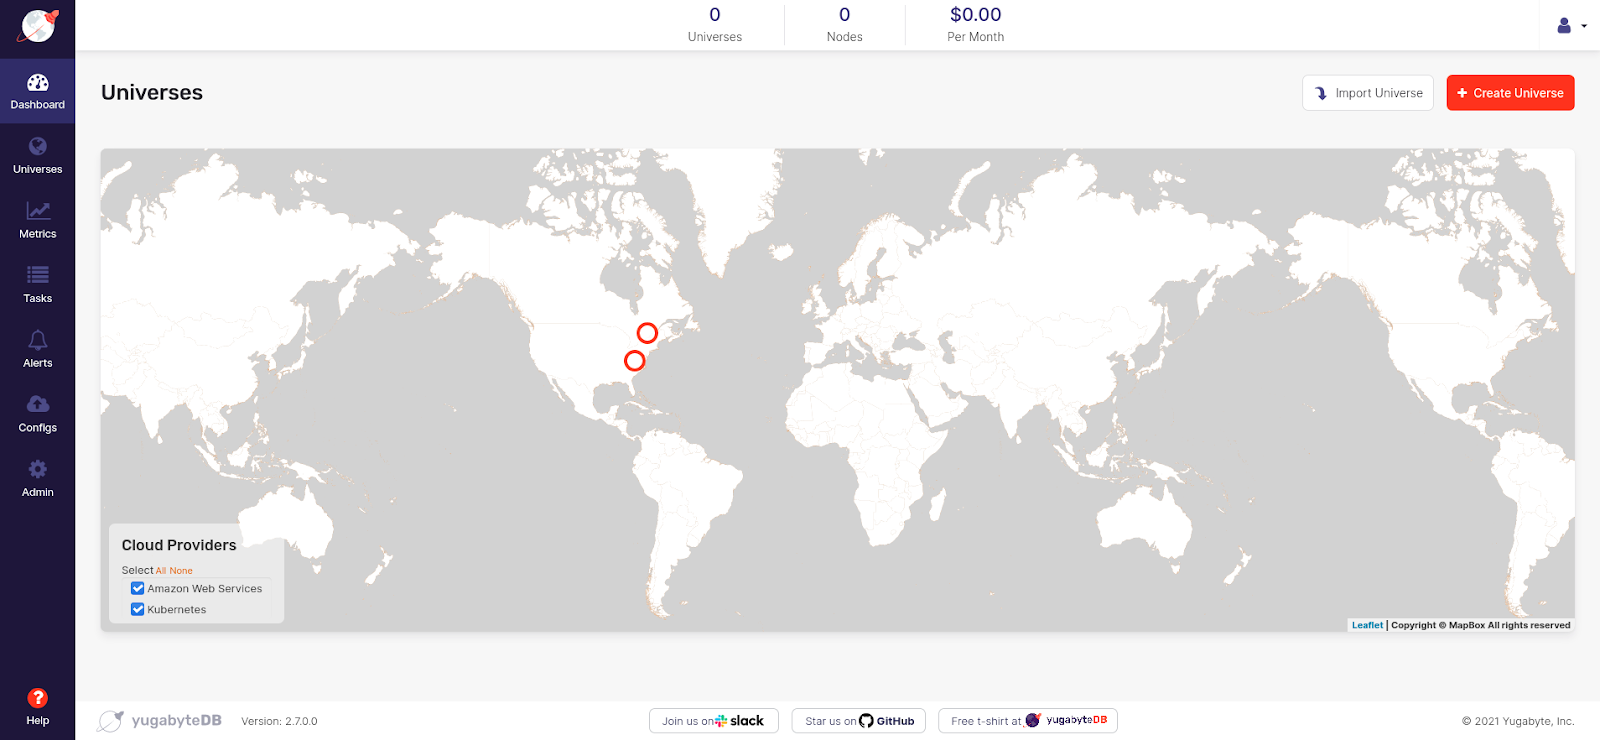 0
Universes
0
Nodes
$0.00
Per Month
Dashboard
Universes
Metrics
Tasks
Alerts
Configs
Admin
? Help
Universes
Import Universe
+ Create Universe
Cloud Providers
Select All None
Amazon Web Services
Kubernetes
Leaflet | Copyright © MapBox All rights reserved
yugabyteDB
Version: 2.7.0.0
Join us on slack
Star us on GitHub
Free t-shirt at yugabyteDB
© 2021 Yugabyte, Inc.